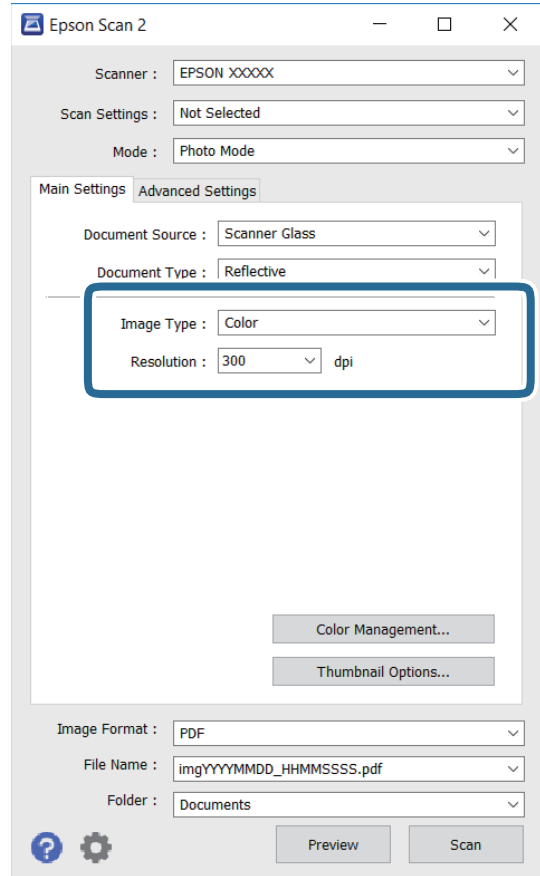 Epson Scan 2
Scanner : EPSON XXXXX
Scan Settings : Not Selected
Mode : Photo Mode
Main Settings Advanced Settings
Document Source : Scanner Glass
Document Type : Reflective
Image Type : Color
Resolution : 300 dpi
Color Management...
Thumbnail Options...
Image Format : PDF
File Name : imgYYYYMMDD_HHMMSSSS.pdf
Folder : Documents
? Preview Scan